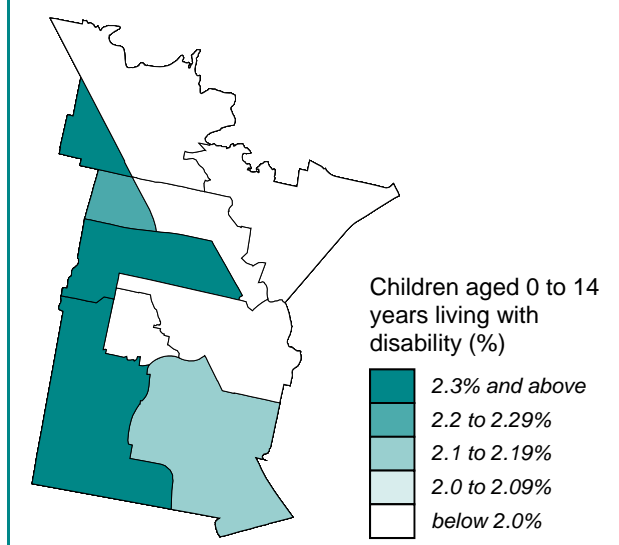 Children aged 0 to 14
years living with
disability (%)
2.3% and above
2.2 to 2.29%
2.1 to 2.19%
2.0 to 2.09%
below 2.0%